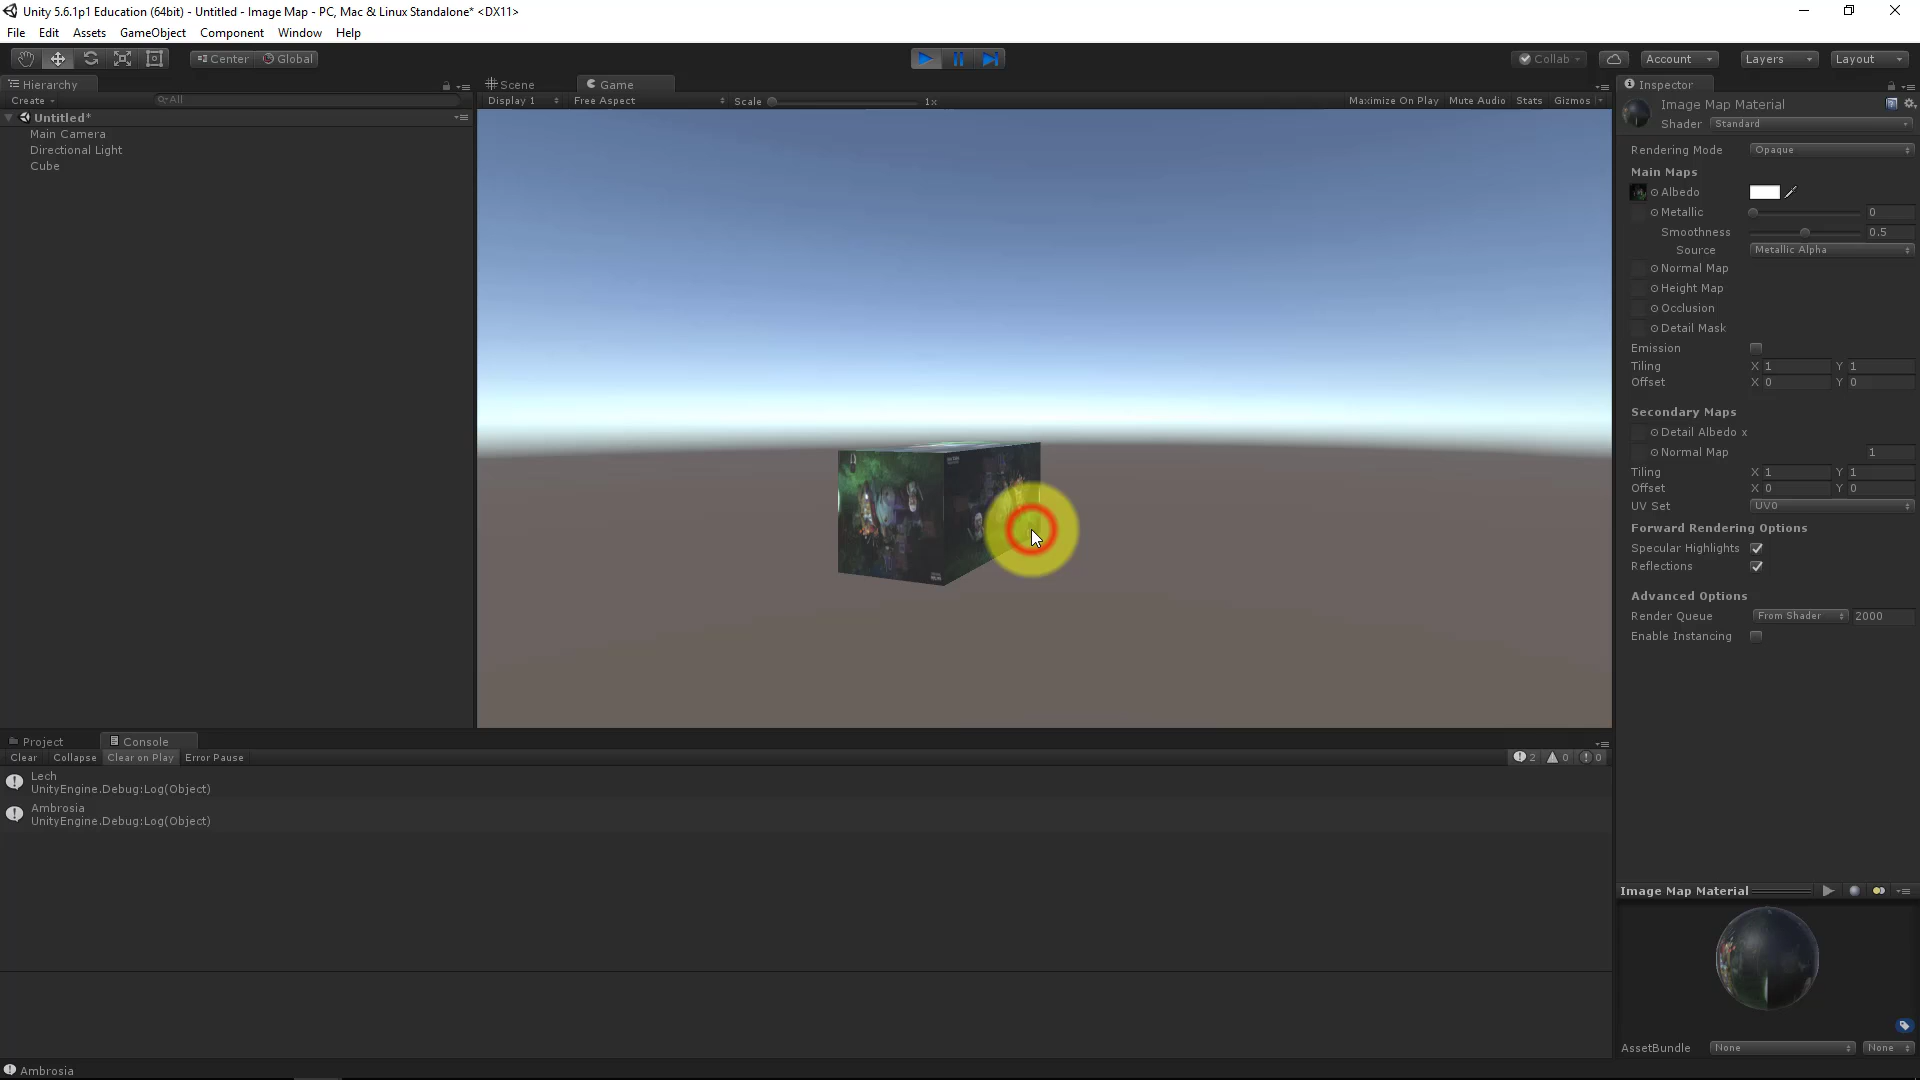 Unity 5.6.1p1 Education (64bit) - Untitled - Image Map - PC, Mac & Linux Standalone* <DX11>
File Edit Assets GameObject Component Window Help
Center Global Collab Account Layers Layout
Hierarchy
Create All
Untitled*
Main Camera
Directional Light
Cube
Scene Game
Display 1 Free Aspect Scale 1x Maximize On Play Mute Audio Stats Gizmos
Inspector
Image Map Material
Shader Standard
Rendering Mode Opaque
Main Maps
Albedo
Metallic 0
Smoothness 0.5
Source Metallic Alpha
Normal Map
Height Map
Occlusion
Detail Mask
Emission
Tiling X 1 Y 1
Offset X 0 Y 0
Secondary Maps
Detail Albedo x
Normal Map 1
Tiling X 1 Y 1
Offset X 0 Y 0
UV Set UV0
Forward Rendering Options
Specular Highlights
Reflections
Advanced Options
Render Queue From Shader 2000
Enable Instancing
Project Console
Clear Collapse Clear on Play Error Pause 2 0 0
Lech
UnityEngine.Debug:Log(Object)
Ambrosia
UnityEngine.Debug:Log(Object)
Image Map Material
AssetBundle None None
Ambrosia